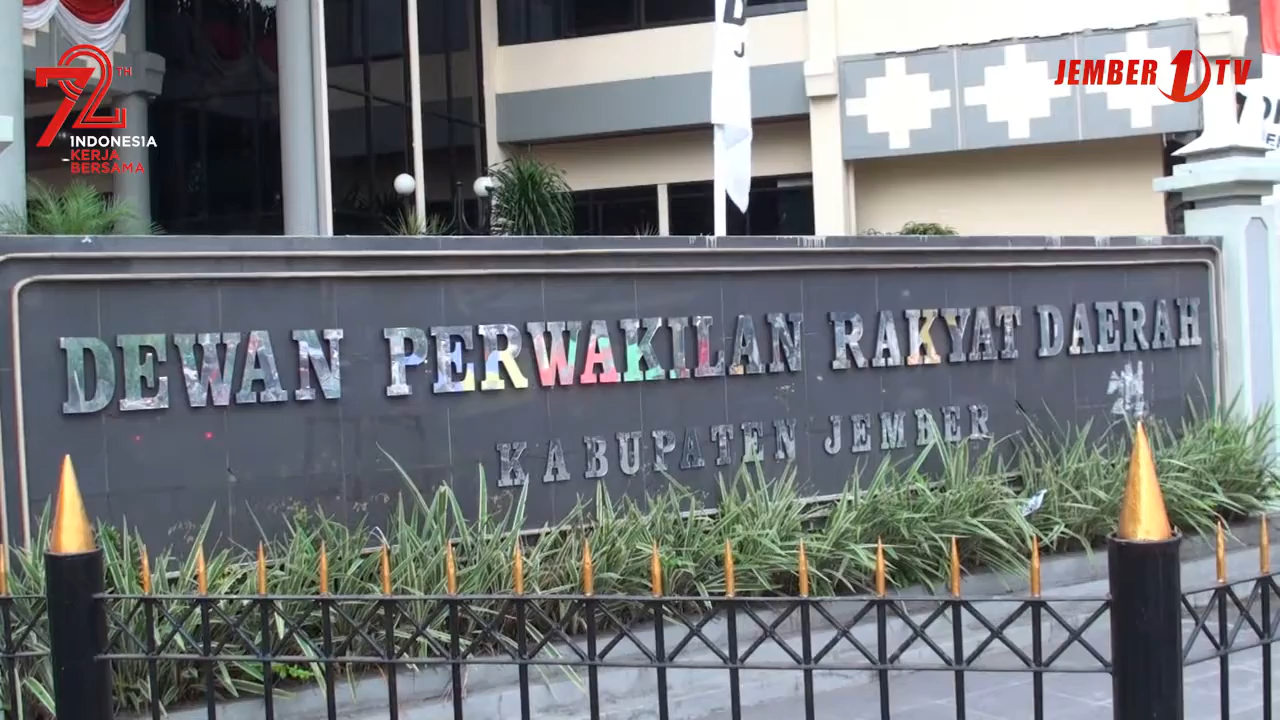 72TH
INDONESIA
KERJA
BERSAMA
JEMBER 1 TV
DEWAN PERWAKILAN RAKYAT DAERAH
KABUPATEN JEMBER